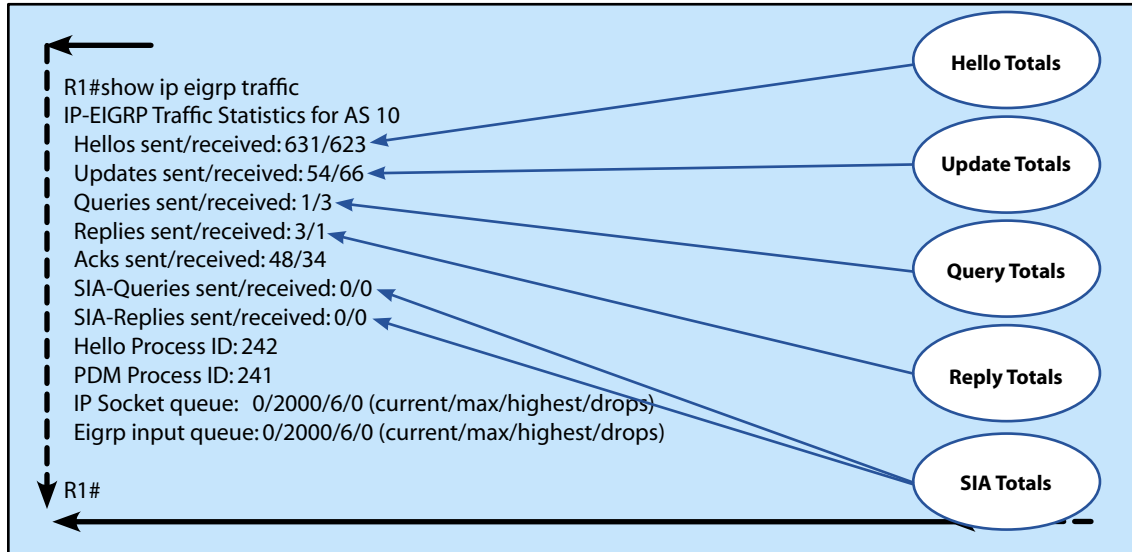 R1#show ip eigrp traffic
IP-EIGRP Traffic Statistics for AS 10
Hellos sent/received: 631/623
Updates sent/received: 54/66
Queries sent/received: 1/3
Replies sent/received: 3/1
Acks sent/received: 48/34
SIA-Queries sent/received: 0/0
SIA-Replies sent/received: 0/0
Hello Process ID: 242
PDM Process ID: 241
IP Socket queue: 0/2000/6/0 (current/max/highest/drops)
Eigrp input queue: 0/2000/6/0 (current/max/highest/drops)
R1#
Hello Totals
Update Totals
Query Totals
Reply Totals
SIA Totals